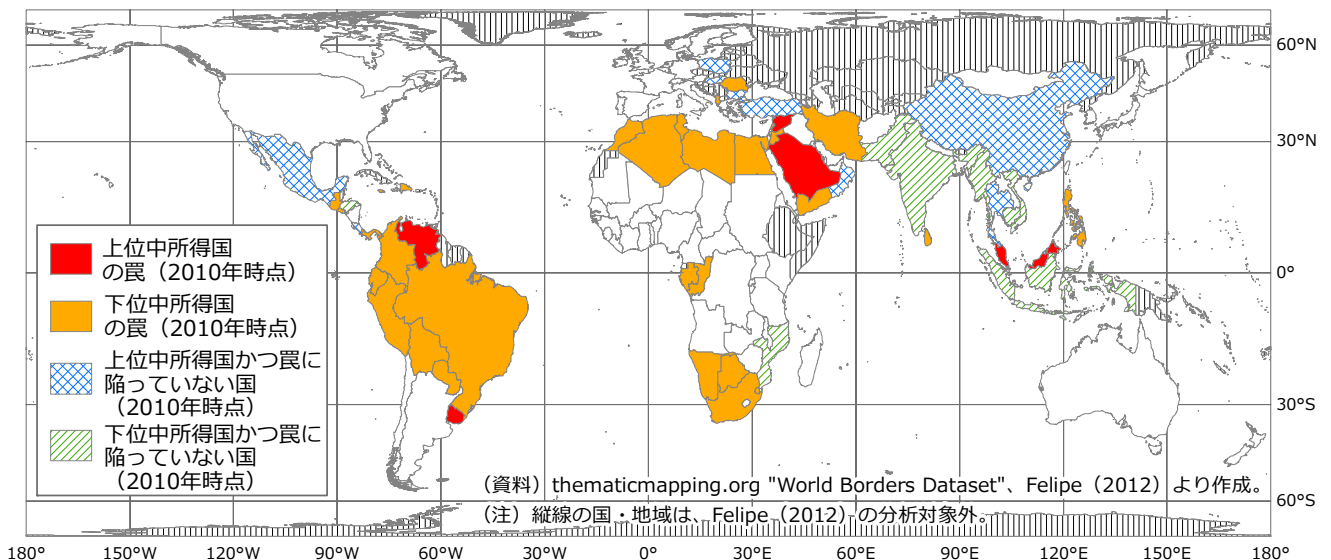 60°N
30°N
0°
30°S
60°S
上位中所得国
の罠（2010年時点）
下位中所得国
の罠（2010年時点）
上位中所得国かつ罠に
陥っていない国
（2010年時点）
下位中所得国かつ罠に
陥っていない国
（2010年時点）
（資料）thematicmapping.org "World Borders Dataset"、Felipe（2012）より作成。
（注）縦線の国・地域は、Felipe（2012）の分析対象外。
180° 150°W 120°W 90°W 60°W 30°W 0° 30°E 60°E 90°E 120°E 150°E 180°